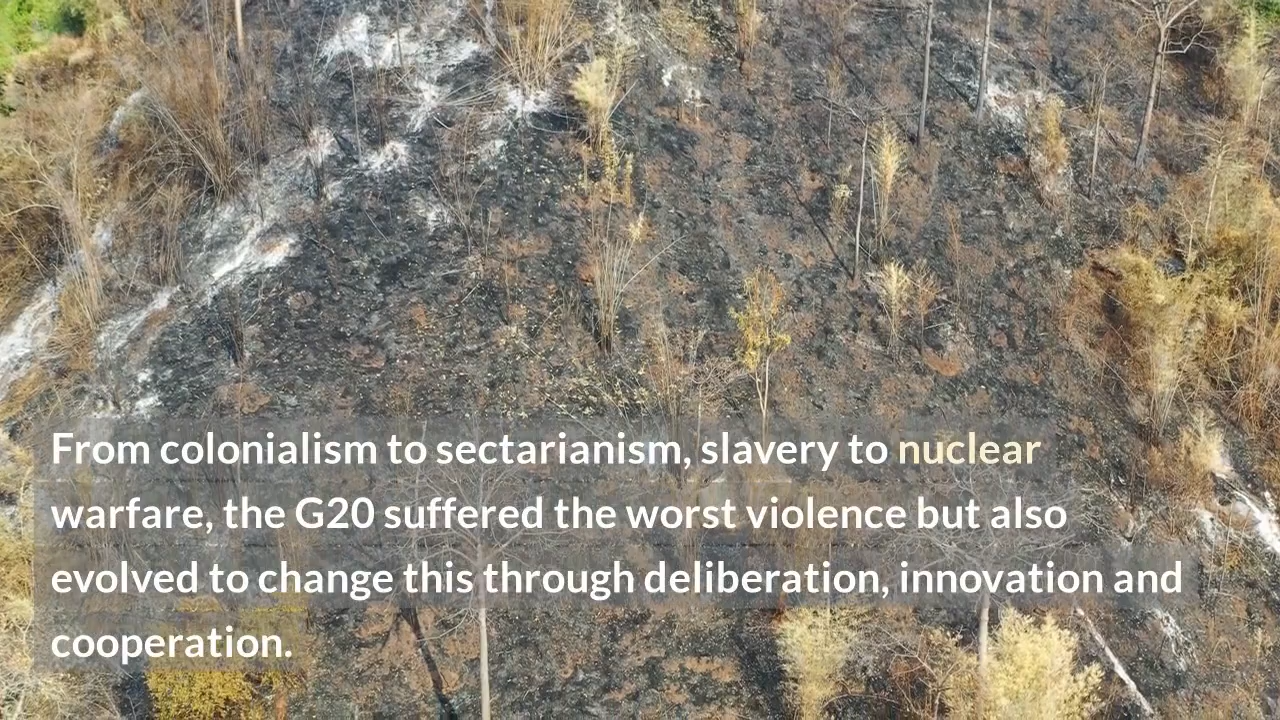 From colonialism to sectarianism, slavery to nuclear
warfare, the G20 suffered the worst violence but also
evolved to change this through deliberation, innovation and
cooperation.